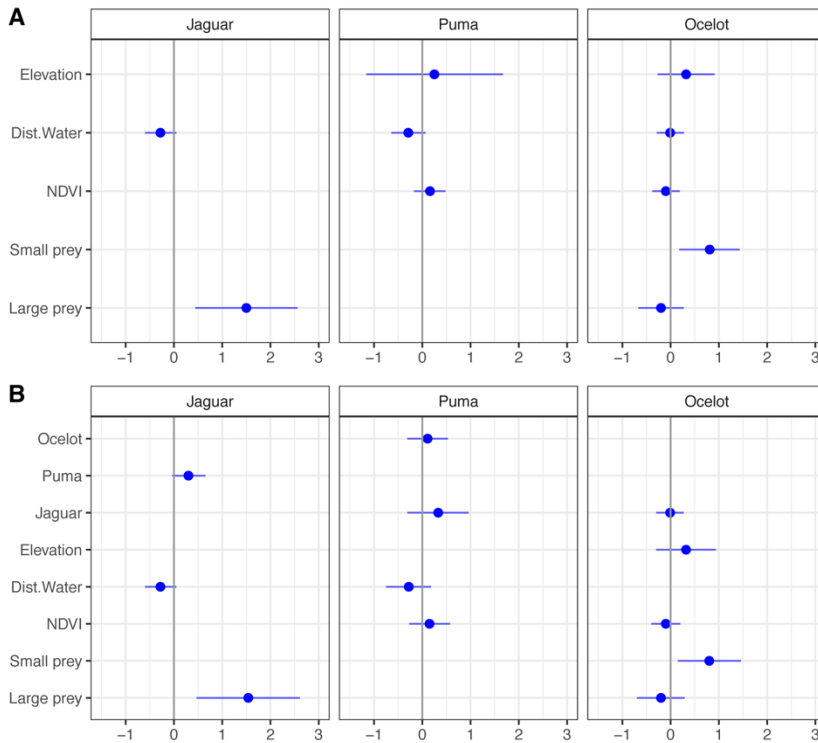 A
Jaguar Puma Ocelot
Elevation
Dist.Water
NDVI
Small prey
Large prey
−1 0 1 2 3 −1 0 1 2 3 −1 0 1 2 3
B
Jaguar Puma Ocelot
Ocelot
Puma
Jaguar
Elevation
Dist.Water
NDVI
Small prey
Large prey
−1 0 1 2 3 −1 0 1 2 3 −1 0 1 2 3